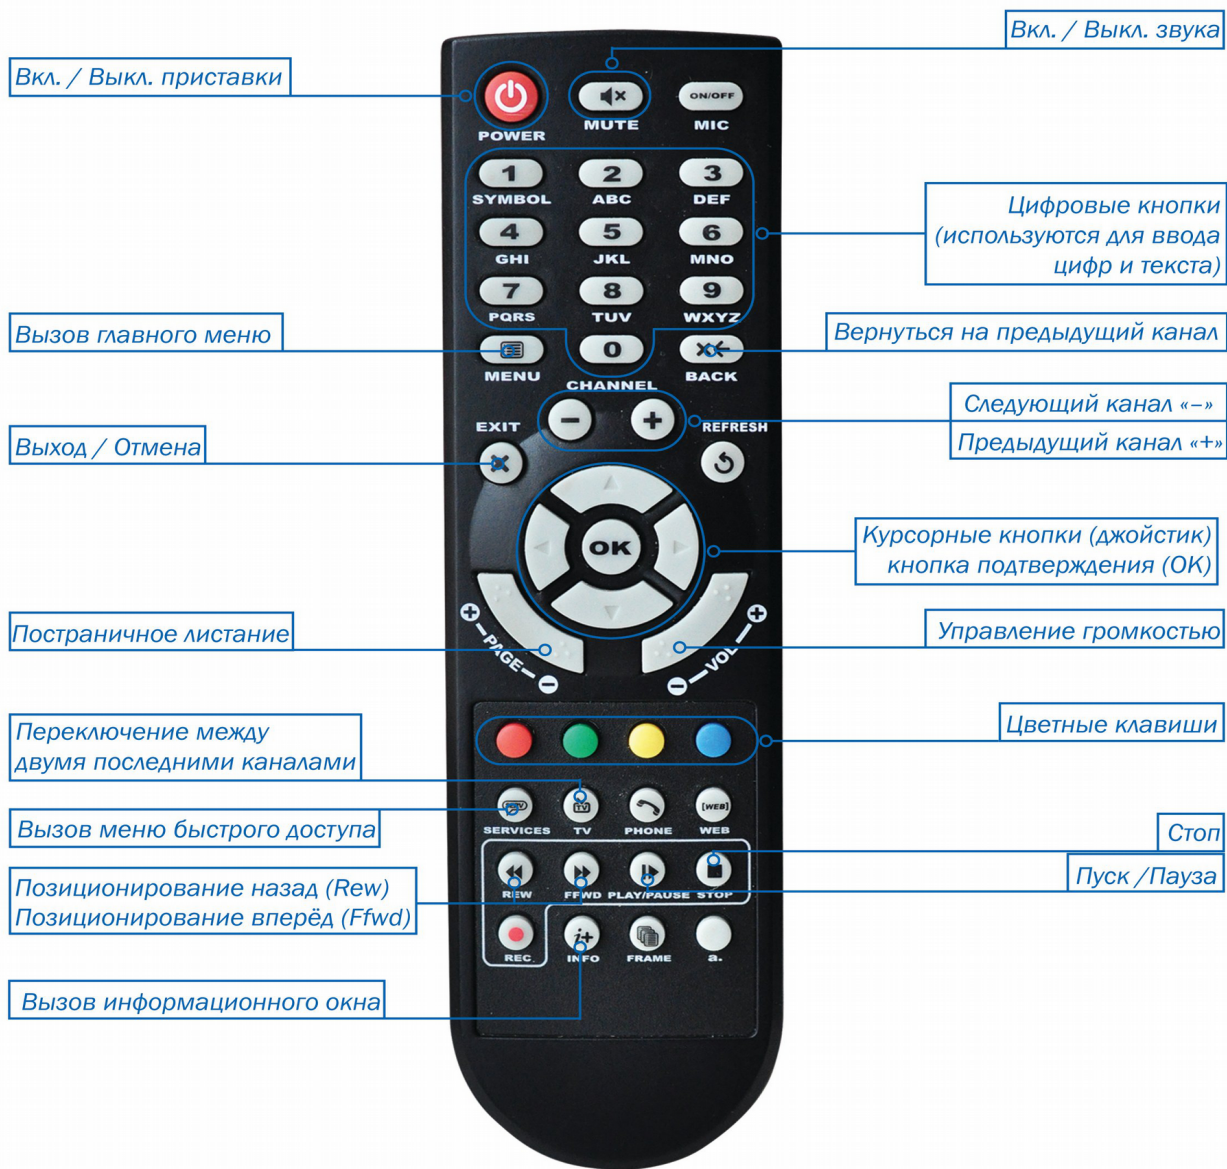 Вкл. / Выкл. звука
Вкл. / Выкл. приставки
ON/OFF
POWER
MUTE
MIC
1
2
3
SYMBOL
ABC
DEF
Цифровые кнопки
(используются для ввода
цифр и текста)
4
5
6
GHI
JKL
MNO
7
8
9
PQRS
TUV
WXYZ
Вызов главного меню
Вернуться на предыдущий канал
0
MENU
BACK
CHANNEL
Следующий канал «–»
Предыдущий канал «+»
− +
EXIT
REFRESH
Выход / Отмена
OK
Курсорные кнопки (джойстик)
кнопка подтверждения (ОК)
Постраничное листание
Управление громкостью
+ PAGE −
− VOL +
Цветные клавиши
Переключение между
двумя последними каналами
TV
[WEB]
SERVICES
TV
PHONE
WEB
Вызов меню быстрого доступа
Стоп
Пуск /Пауза
Позиционирование назад (Rew)
Позиционирование вперёд (Ffwd)
REW
FFWD
PLAY/PAUSE
STOP
i+
REC
INFO
FRAME
a.
Вызов информационного окна